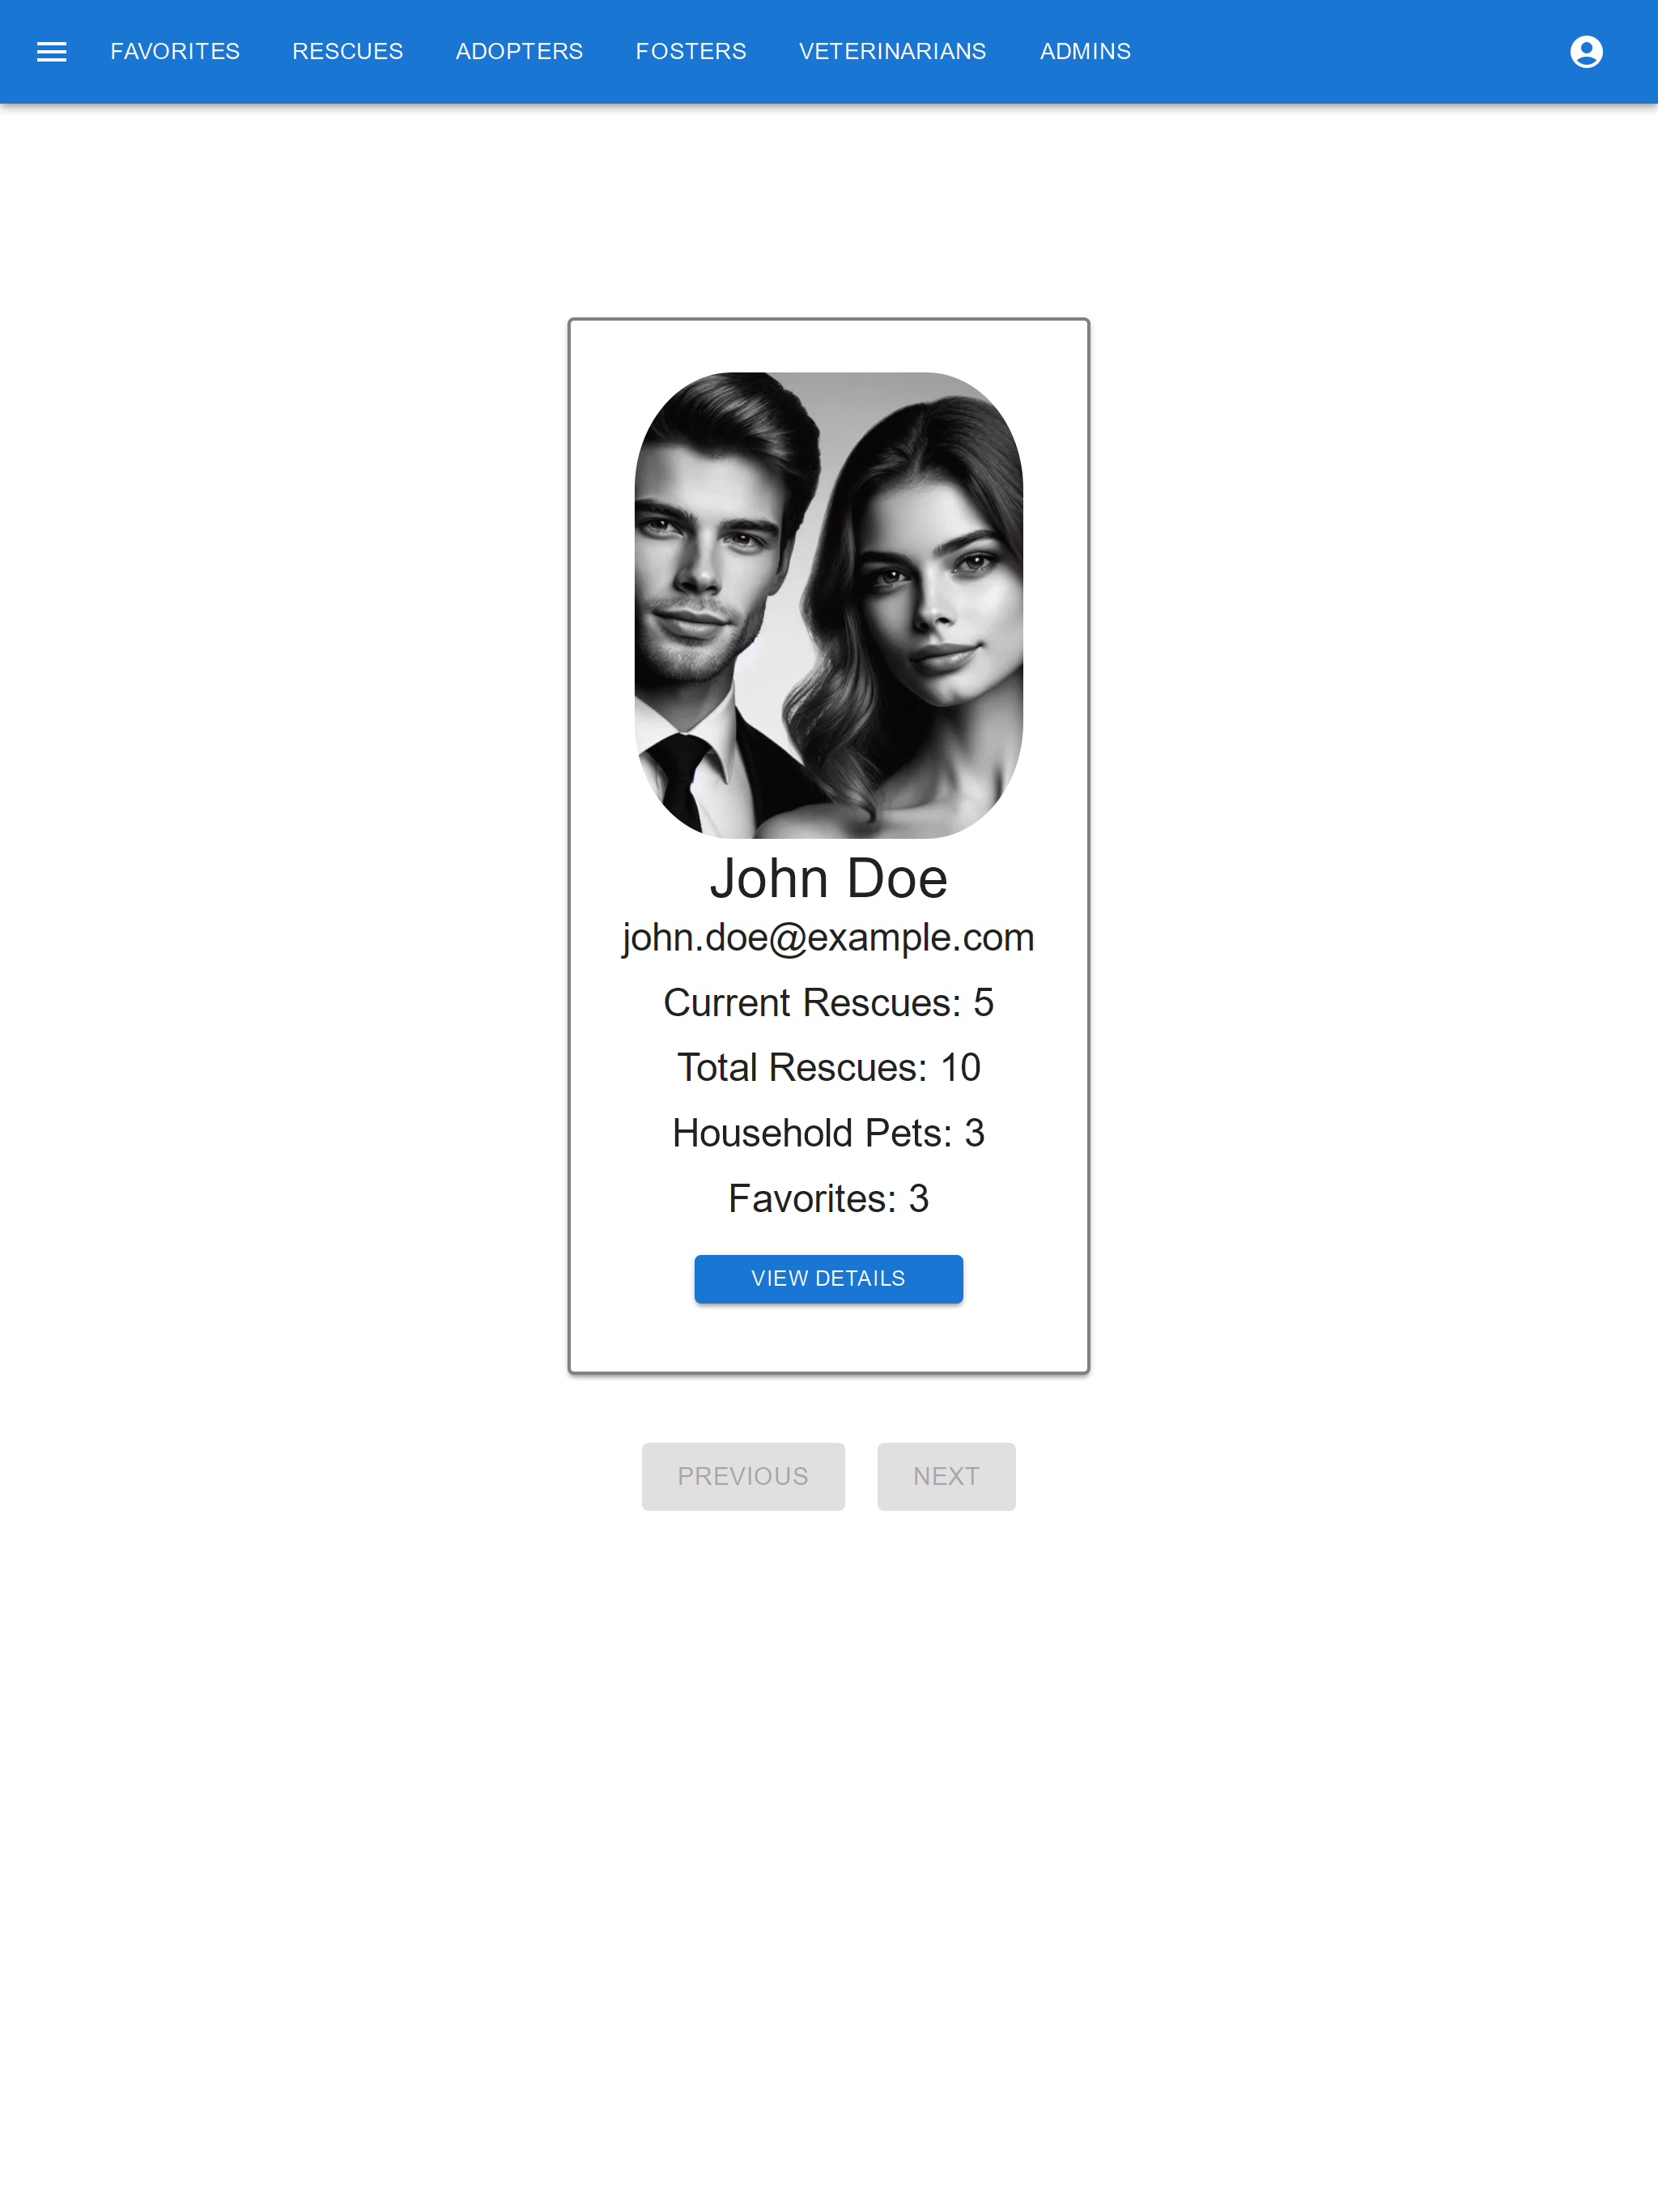 FAVORITES RESCUES ADOPTERS FOSTERS VETERINARIANS ADMINS
John Doe
john.doe@example.com
Current Rescues: 5
Total Rescues: 10
Household Pets: 3
Favorites: 3
VIEW DETAILS
PREVIOUS NEXT